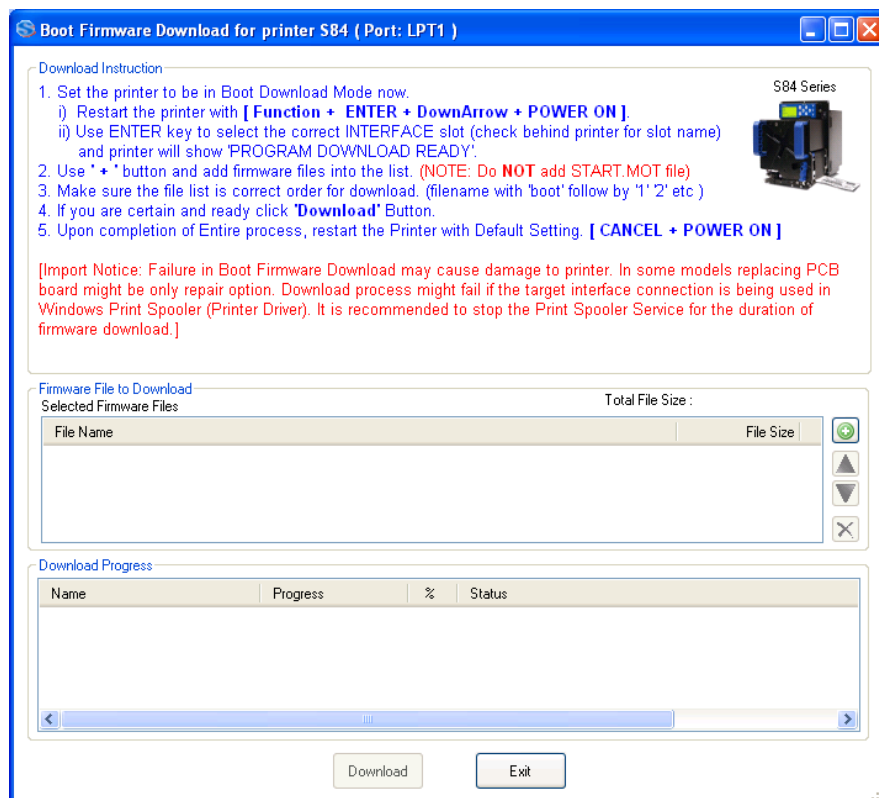 Boot Firmware Download for printer S84 ( Port: LPT1 )
Download Instruction
1. Set the printer to be in Boot Download Mode now.
i) Restart the printer with [ Function + ENTER + DownArrow + POWER ON ].
ii) Use ENTER key to select the correct INTERFACE slot (check behind printer for slot name)
and printer will show 'PROGRAM DOWNLOAD READY'.
2. Use ' + ' button and add firmware files into the list. (NOTE: Do NOT add START.MOT file)
3. Make sure the file list is correct order for download. (filename with 'boot' follow by '1' '2' etc )
4. If you are certain and ready click 'Download' Button.
5. Upon completion of Entire process, restart the Printer with Default Setting. [ CANCEL + POWER ON ]
S84 Series
[Import Notice: Failure in Boot Firmware Download may cause damage to printer. In some models replacing PCB
board might be only repair option. Download process might fail if the target interface connection is being used in
Windows Print Spooler (Printer Driver). It is recommended to stop the Print Spooler Service for the duration of
firmware download.]
Firmware File to Download
Selected Firmware Files
Total File Size :
File Name File Size
Download Progress
Name Progress % Status
Download Exit